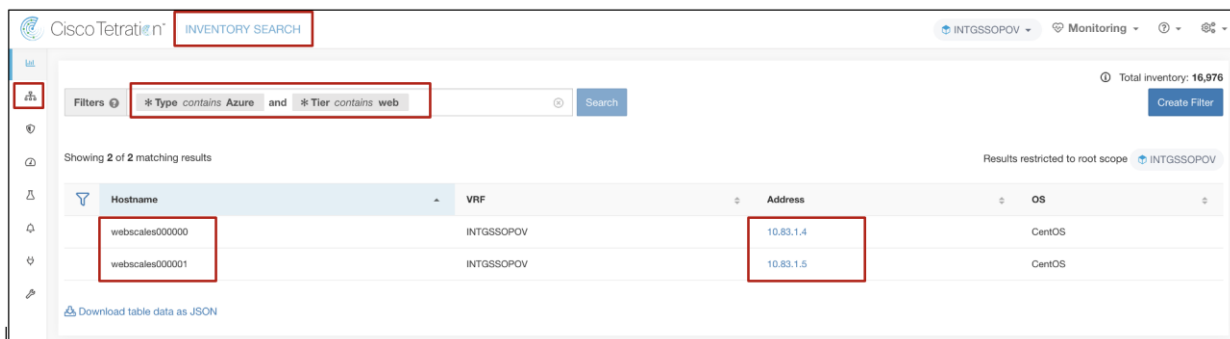 Cisco Tetration INVENTORY SEARCH INTGSSOPOV Monitoring
Total inventory: 16,976
Filters * Type contains Azure and * Tier contains web Search Create Filter
Showing 2 of 2 matching results Results restricted to root scope INTGSSOPOV
Hostname VRF Address OS
webscales000000 INTGSSOPOV 10.83.1.4 CentOS
webscales000001 INTGSSOPOV 10.83.1.5 CentOS
Download table data as JSON